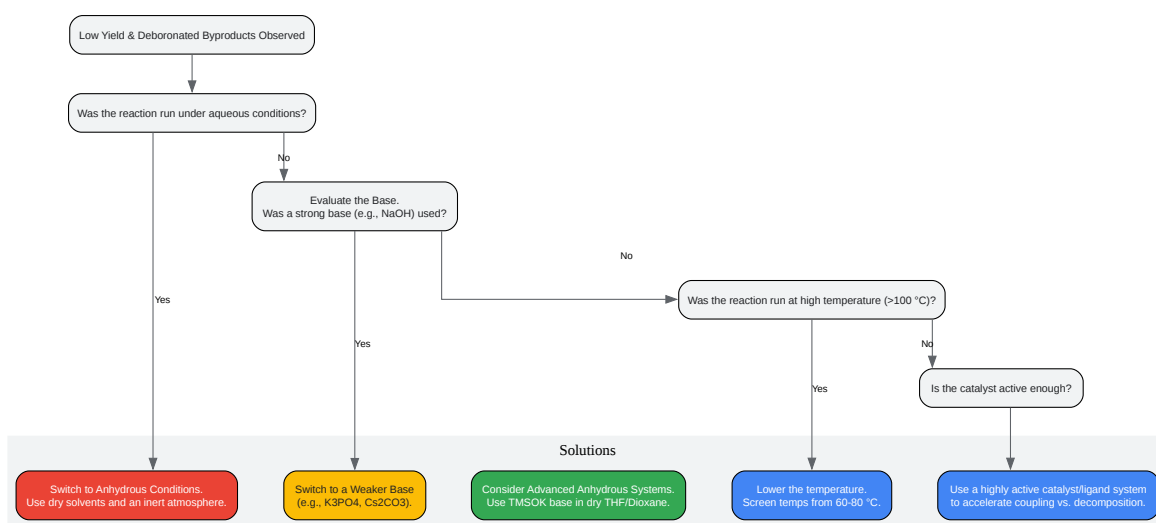 Low Yield & Deboronated Byproducts Observed
Was the reaction run under aqueous conditions?
No
Evaluate the Base.
Was a strong base (e.g., NaOH) used?
No
Yes
Was the reaction run at high temperature (>100 °C)?
Yes
No
Is the catalyst active enough?
Yes
Solutions
Switch to Anhydrous Conditions.
Use dry solvents and an inert atmosphere.
Switch to a Weaker Base
(e.g., K3PO4, Cs2CO3).
Consider Advanced Anhydrous Systems.
Use TMSOK base in dry THF/Dioxane.
Lower the temperature.
Screen temps from 60-80 °C.
Use a highly active catalyst/ligand system
to accelerate coupling vs. decomposition.